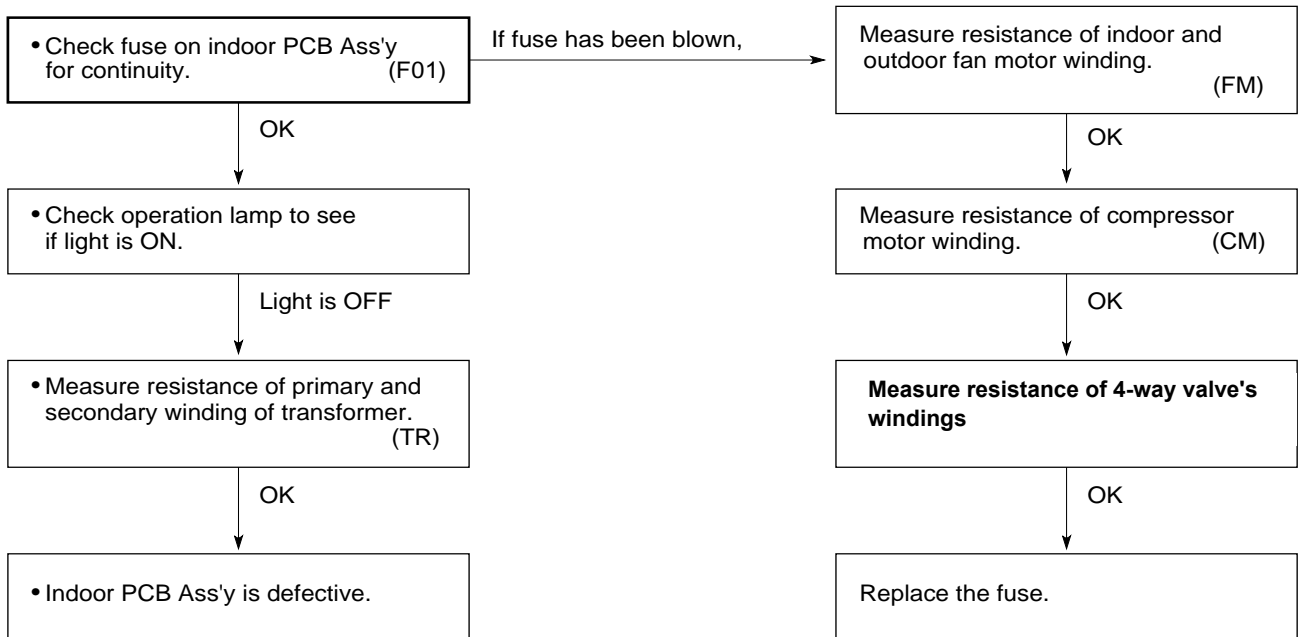 • Check fuse on indoor PCB Ass'y
for continuity. (F01)
If fuse has been blown,
Measure resistance of indoor and
outdoor fan motor winding.
(FM)
OK
OK
• Check operation lamp to see
if light is ON.
Measure resistance of compressor
motor winding. (CM)
Light is OFF
OK
• Measure resistance of primary and
secondary winding of transformer.
(TR)
Measure resistance of 4-way valve's
windings
OK
OK
• Indoor PCB Ass'y is defective.
Replace the fuse.